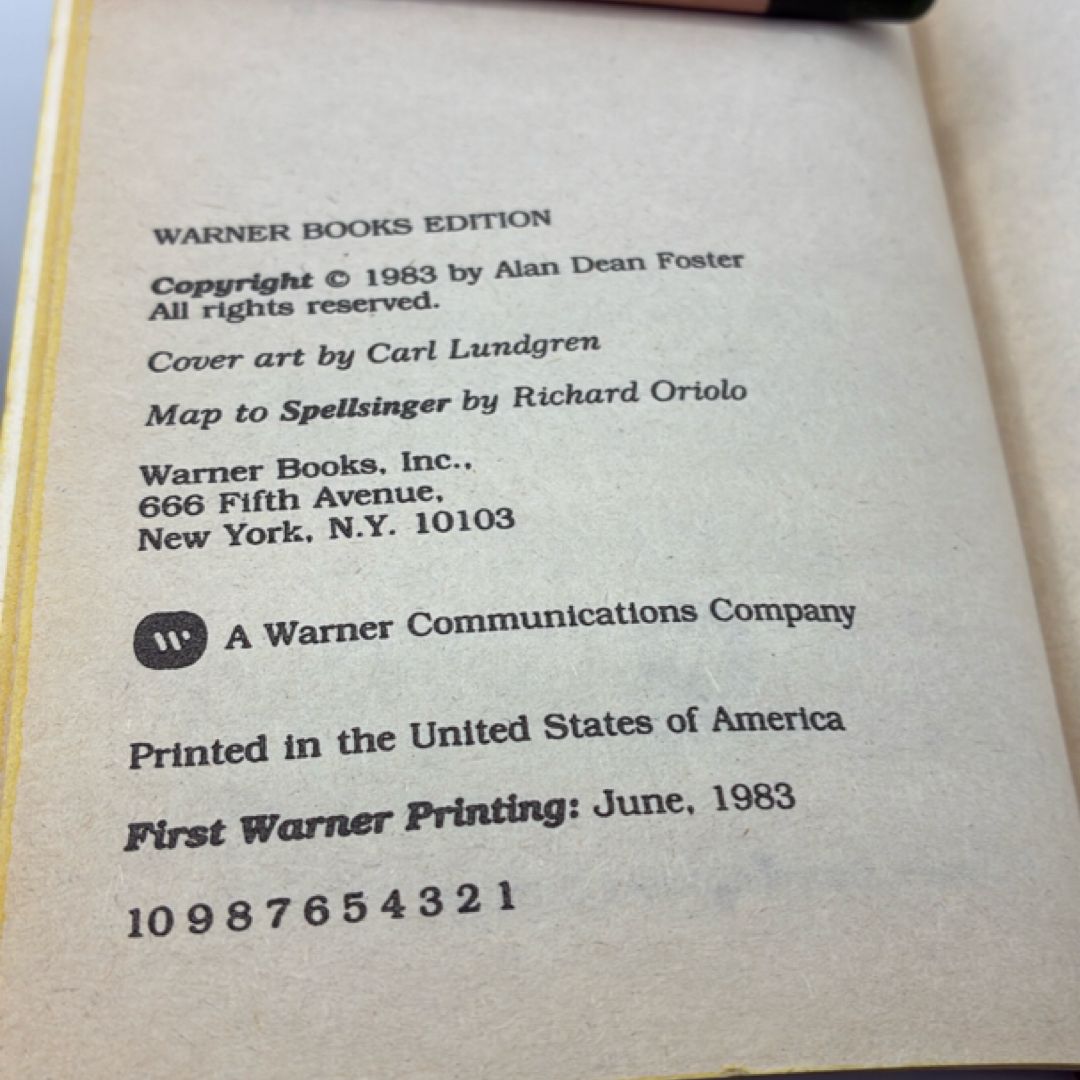 WARNER BOOKS EDITION
Copyright © 1983 by Alan Dean Foster
All rights reserved.
Cover art by Carl Lundgren
Map to Spellsinger by Richard Oriolo
Warner Books, Inc.,
666 Fifth Avenue,
New York, N.Y. 10103
A Warner Communications Company
Printed in the United States of America
First Warner Printing: June, 1983
10 9 8 7 6 5 4 3 2 1